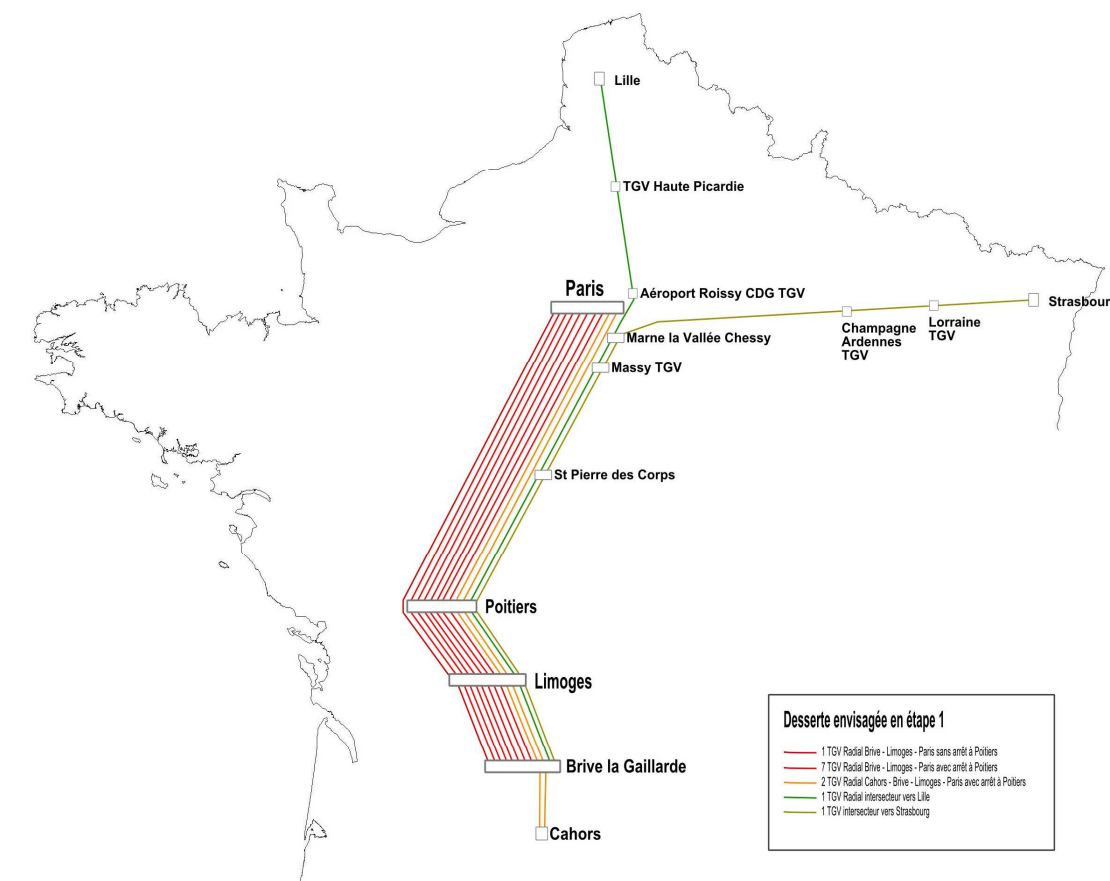 Lille
TGV Haute Picardie
Paris
Aéroport Roissy CDG TGV
Strasbour
Marne la Vallée Chessy
Champagne
Ardennes
TGV
Lorraine
TGV
Massy TGV
St Pierre des Corps
Poitiers
Limoges
Brive la Gaillarde
Cahors
Desserte envisagée en étape 1
1 TGV Radial Brive - Limoges - Paris sans arrêt à Poitiers
7 TGV Radial Brive - Limoges - Paris avec arrêt à Poitiers
2 TGV Radial Cahors - Brive - Limoges - Paris avec arrêt à Poitiers
1 TGV Radial intersecteur vers Lille
1 TGV intersecteur vers Strasbourg